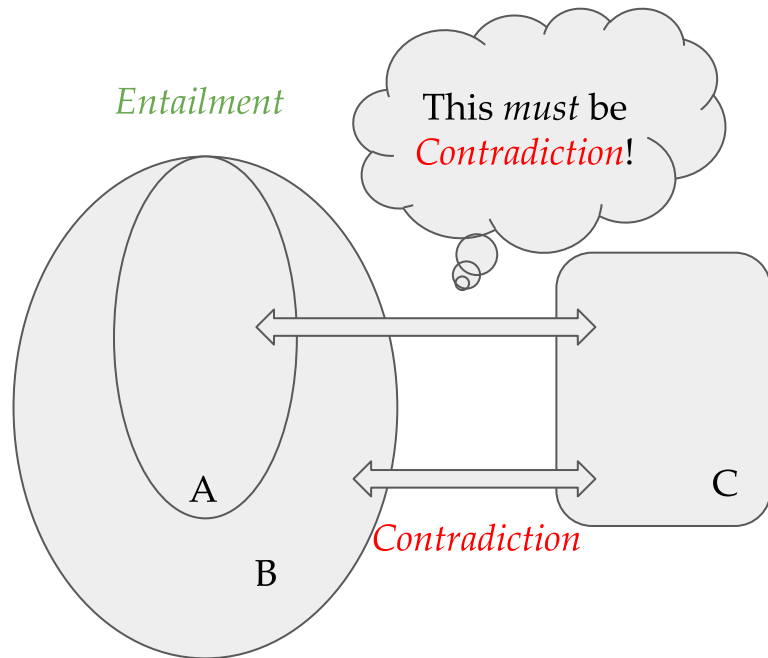 Entailment
This must be
Contradiction!
A
C
Contradiction
B